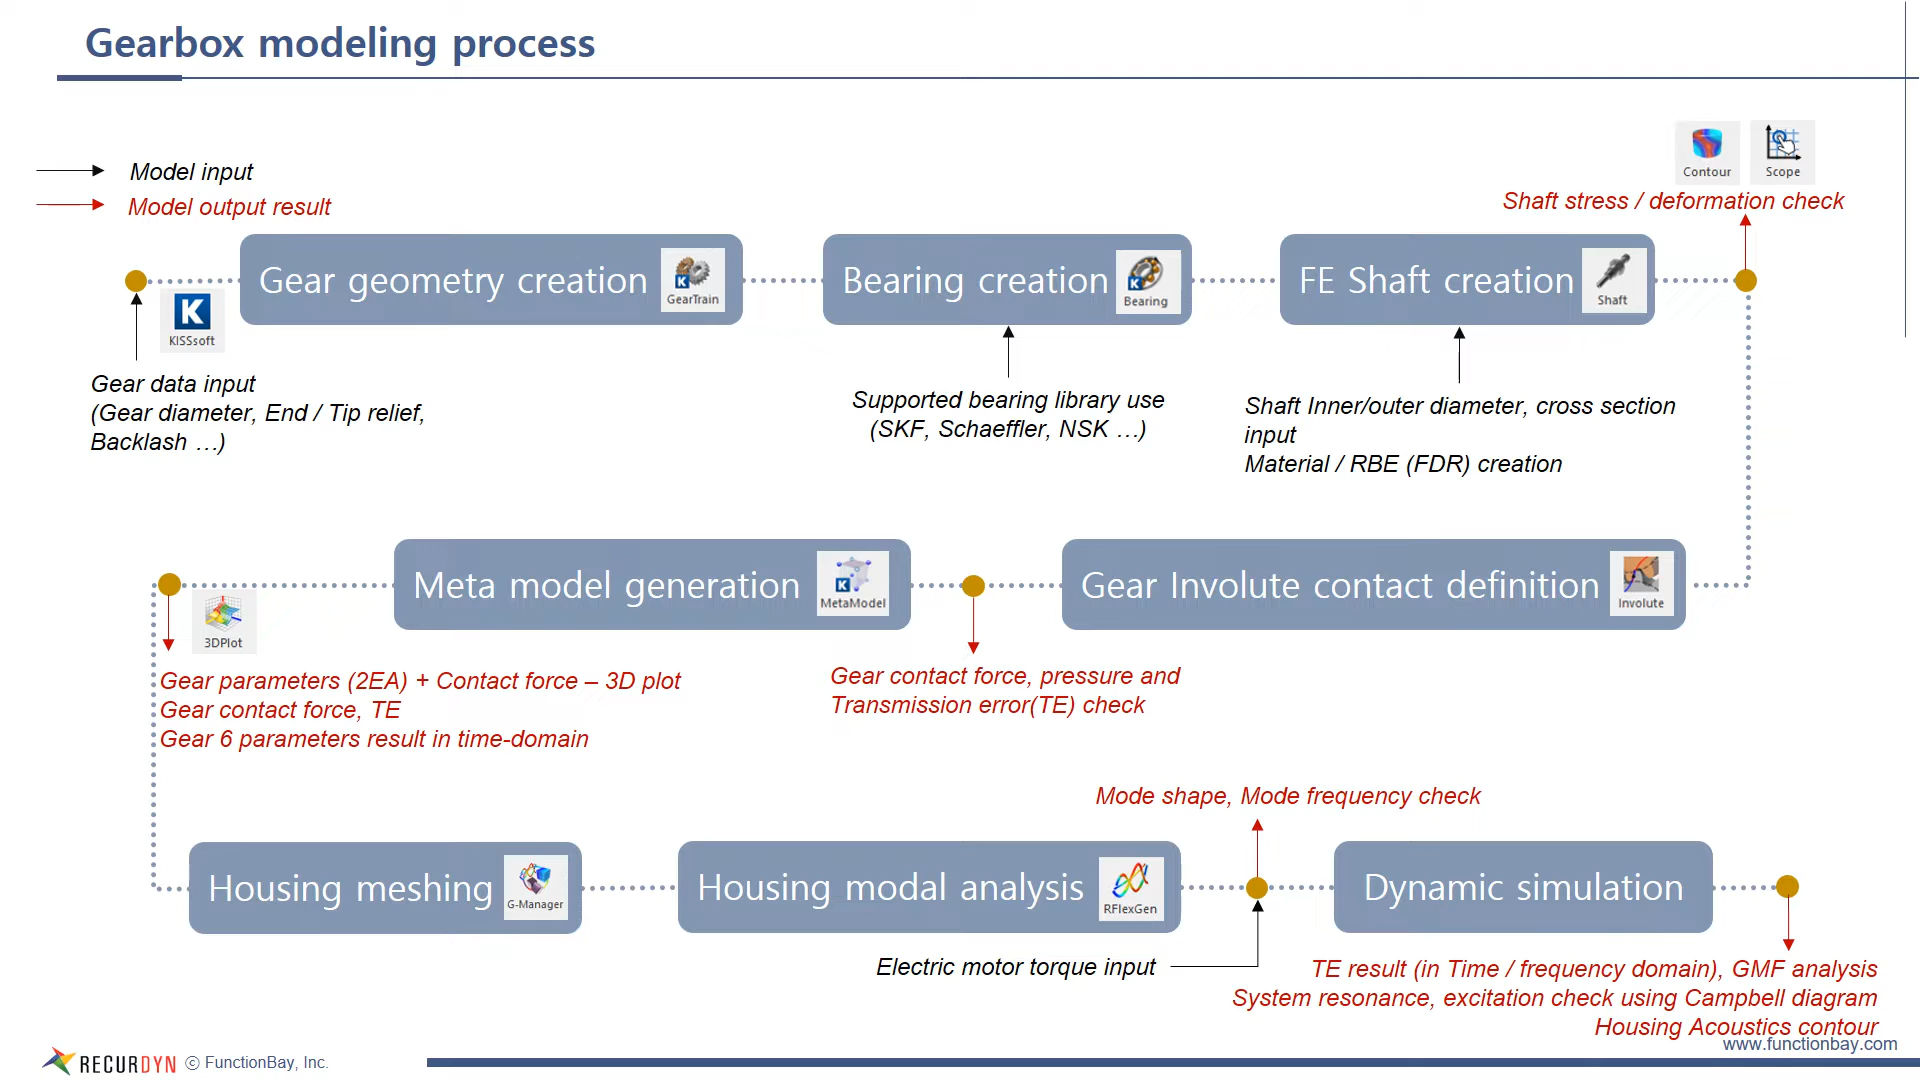 Gearbox modeling process
Model input
Model output result
Contour
Scope
Shaft stress / deformation check
Gear geometry creation
GearTrain
Bearing creation
Bearing
FE Shaft creation
Shaft
K
KISSsoft
Gear data input
(Gear diameter, End / Tip relief,
Backlash …)
Supported bearing library use
(SKF, Schaeffler, NSK …)
Shaft Inner/outer diameter, cross section
input
Material / RBE (FDR) creation
Meta model generation
K
MetaModel
Gear Involute contact definition
Involute
3DPlot
Gear parameters (2EA) + Contact force – 3D plot
Gear contact force, TE
Gear 6 parameters result in time-domain
Gear contact force, pressure and
Transmission error(TE) check
Mode shape, Mode frequency check
Housing meshing
G-Manager
Housing modal analysis
RFlexGen
Dynamic simulation
Electric motor torque input
TE result (in Time / frequency domain), GMF analysis
System resonance, excitation check using Campbell diagram
Housing Acoustics contour
www.functionbay.com
RECURDYN © FunctionBay, Inc.